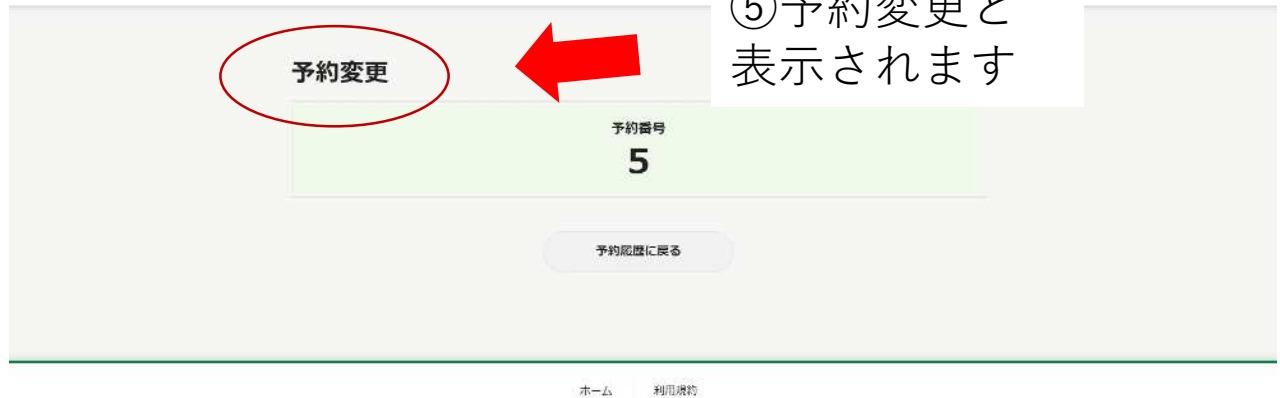 ⑤予約変更と
表示されます
予約変更
予約番号
5
予約履歴に戻る
ホーム 利用規約